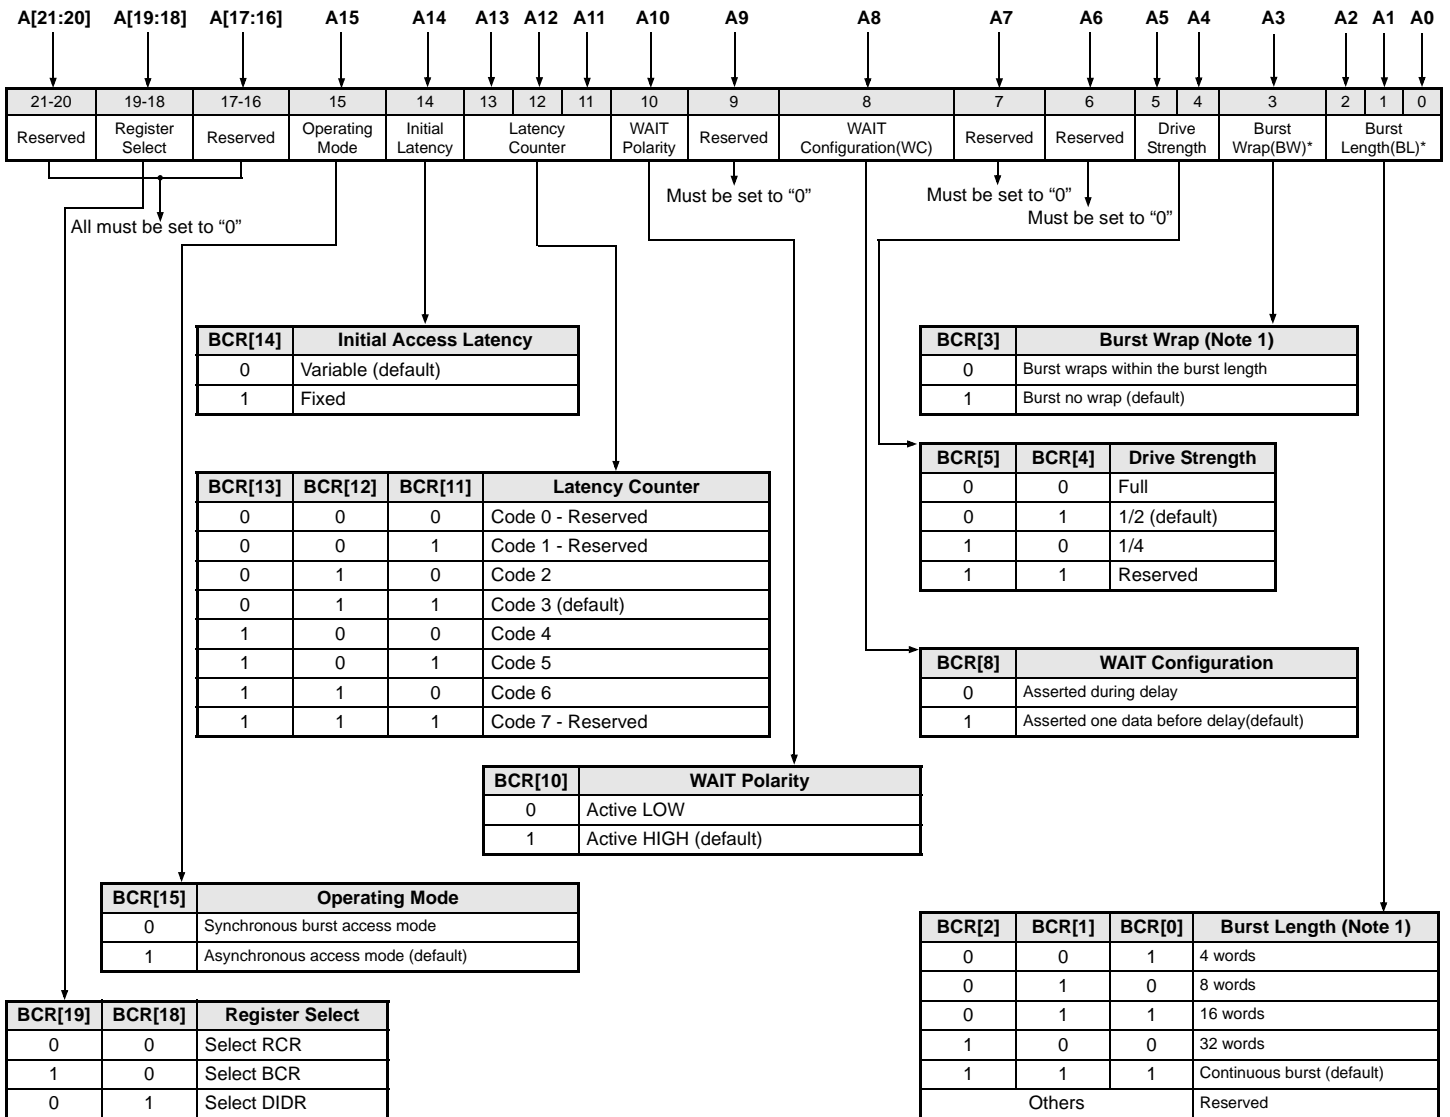 A[21:20] A[19:18] A[17:16] A15 A14 A13 A12 A11 A10 A9 A8 A7 A6 A5 A4 A3 A2 A1 A0
21-20 19-18 17-16 15 14 13 12 11 10 9 8 7 6 5 4 3 2 1 0
Reserved Register Select Reserved Operating Mode Initial Latency Latency Counter WAIT Polarity Reserved WAIT Configuration(WC) Reserved Reserved Drive Strength Burst Wrap(BW)* Burst Length(BL)*
All must be set to “0”
Must be set to “0”
Must be set to “0”
Must be set to “0”
BCR[14] Initial Access Latency
0 Variable (default)
1 Fixed
BCR[3] Burst Wrap (Note 1)
0 Burst wraps within the burst length
1 Burst no wrap (default)
BCR[13] BCR[12] BCR[11] Latency Counter
0 0 0 Code 0 - Reserved
0 0 1 Code 1 - Reserved
0 1 0 Code 2
0 1 1 Code 3 (default)
1 0 0 Code 4
1 0 1 Code 5
1 1 0 Code 6
1 1 1 Code 7 - Reserved
BCR[5] BCR[4] Drive Strength
0 0 Full
0 1 1/2 (default)
1 0 1/4
1 1 Reserved
BCR[8] WAIT Configuration
0 Asserted during delay
1 Asserted one data before delay(default)
BCR[10] WAIT Polarity
0 Active LOW
1 Active HIGH (default)
BCR[15] Operating Mode
0 Synchronous burst access mode
1 Asynchronous access mode (default)
BCR[2] BCR[1] BCR[0] Burst Length (Note 1)
0 0 1 4 words
0 1 0 8 words
0 1 1 16 words
1 0 0 32 words
1 1 1 Continuous burst (default)
Others Reserved
BCR[19] BCR[18] Register Select
0 0 Select RCR
1 0 Select BCR
0 1 Select DIDR